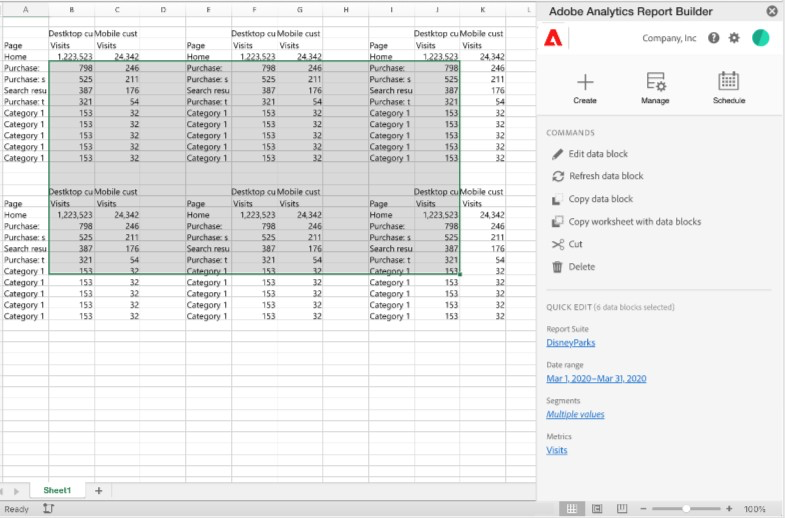 A B C D E F G H I J K L
Adobe Analytics Report Builder
Destktop cu Mobile cust Destktop cu Mobile cust Destktop cu Mobile cust
Page Visits Visits Page Visits Visits Page Visits Visits
Home 1,223,523 24,342 Home 1,223,523 24,342 Home 1,223,523 24,342
Purchase: 798 246 Purchase: 798 246 Purchase: 798 246
Purchase: s 525 211 Purchase: s 525 211 Purchase: s 525 211
Search resu 387 176 Search resu 387 176 Search resu 387 176
Purchase: t 321 54 Purchase: t 321 54 Purchase: t 321 54
Category 1 153 32 Category 1 153 32 Category 1 153 32
Category 1 153 32 Category 1 153 32 Category 1 153 32
Category 1 153 32 Category 1 153 32 Category 1 153 32
Category 1 153 32 Category 1 153 32 Category 1 153 32
Category 1 153 32 Category 1 153 32 Category 1 153 32
Destktop cu Mobile cust Destktop cu Mobile cust Destktop cu Mobile cust
Page Visits Visits Page Visits Visits Page Visits Visits
Home 1,223,523 24,342 Home 1,223,523 24,342 Home 1,223,523 24,342
Purchase: 798 246 Purchase: 798 246 Purchase: 798 246
Purchase: s 525 211 Purchase: s 525 211 Purchase: s 525 211
Search resu 387 176 Search resu 387 176 Search resu 387 176
Purchase: t 321 54 Purchase: t 321 54 Purchase: t 321 54
Category 1 153 32 Category 1 153 32 Category 1 153 32
Category 1 153 32 Category 1 153 32 Category 1 153 32
Category 1 153 32 Category 1 153 32 Category 1 153 32
Category 1 153 32 Category 1 153 32 Category 1 153 32
Category 1 153 32 Category 1 153 32 Category 1 153 32
Company, Inc
Create Manage Schedule
COMMANDS
Edit data block
Refresh data block
Copy data block
Copy worksheet with data blocks
Cut
Delete
QUICK EDIT (6 data blocks selected)
Report Suite
DisneyParks
Date range
Mar 1, 2020–Mar 31, 2020
Segments
Multiple values
Metrics
Visits
Sheet1 +
Ready
100%